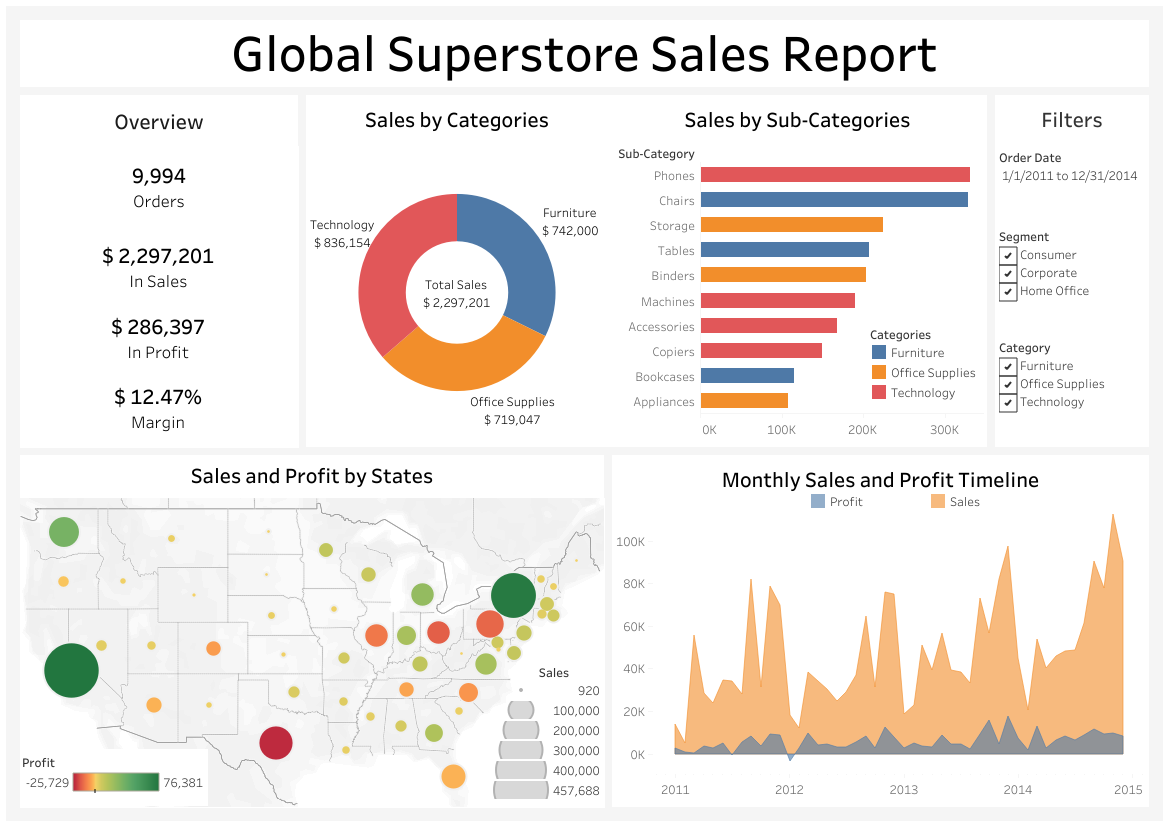 Global Superstore Sales Report
Overview
9,994
Orders
$ 2,297,201
In Sales
$ 286,397
In Profit
$ 12.47%
Margin
Sales by Categories
Technology
$ 836,154
Furniture
$ 742,000
Total Sales
$ 2,297,201
Office Supplies
$ 719,047
Sales by Sub-Categories
Sub-Category
Phones
Chairs
Storage
Tables
Binders
Machines
Accessories
Copiers
Bookcases
Appliances
0K 100K 200K 300K
Categories
Furniture
Office Supplies
Technology
Filters
Order Date
1/1/2011 to 12/31/2014
Segment
Consumer
Corporate
Home Office
Category
Furniture
Office Supplies
Technology
Sales and Profit by States
Sales
920
100,000
200,000
300,000
400,000
457,688
Profit
-25,729 76,381
Monthly Sales and Profit Timeline
Profit Sales
100K
80K
60K
40K
20K
0K
2011 2012 2013 2014 2015